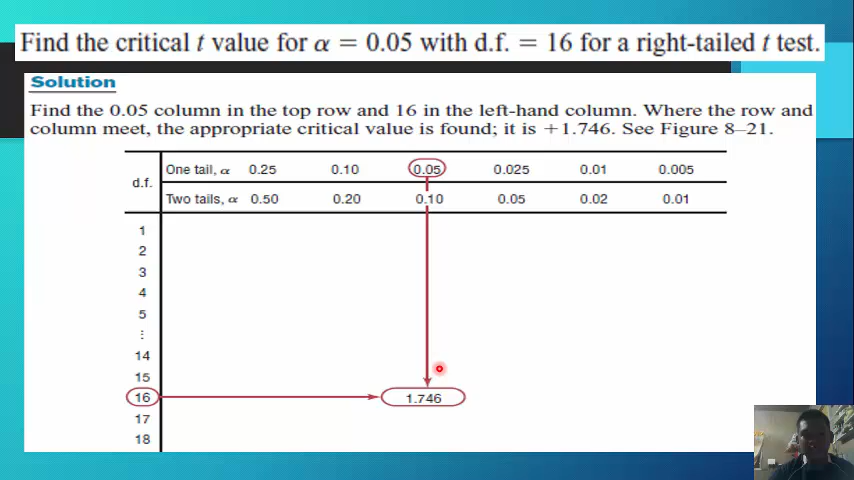 Find the critical t value for α = 0.05 with d.f. = 16 for a right-tailed t test.
Solution
Find the 0.05 column in the top row and 16 in the left-hand column. Where the row and
column meet, the appropriate critical value is found; it is +1.746. See Figure 8–21.
d.f. One tail, α 0.25 0.10 0.05 0.025 0.01 0.005
Two tails, α 0.50 0.20 0.10 0.05 0.02 0.01
1
2
3
4
5
⋮
14
15
16 1.746
17
18